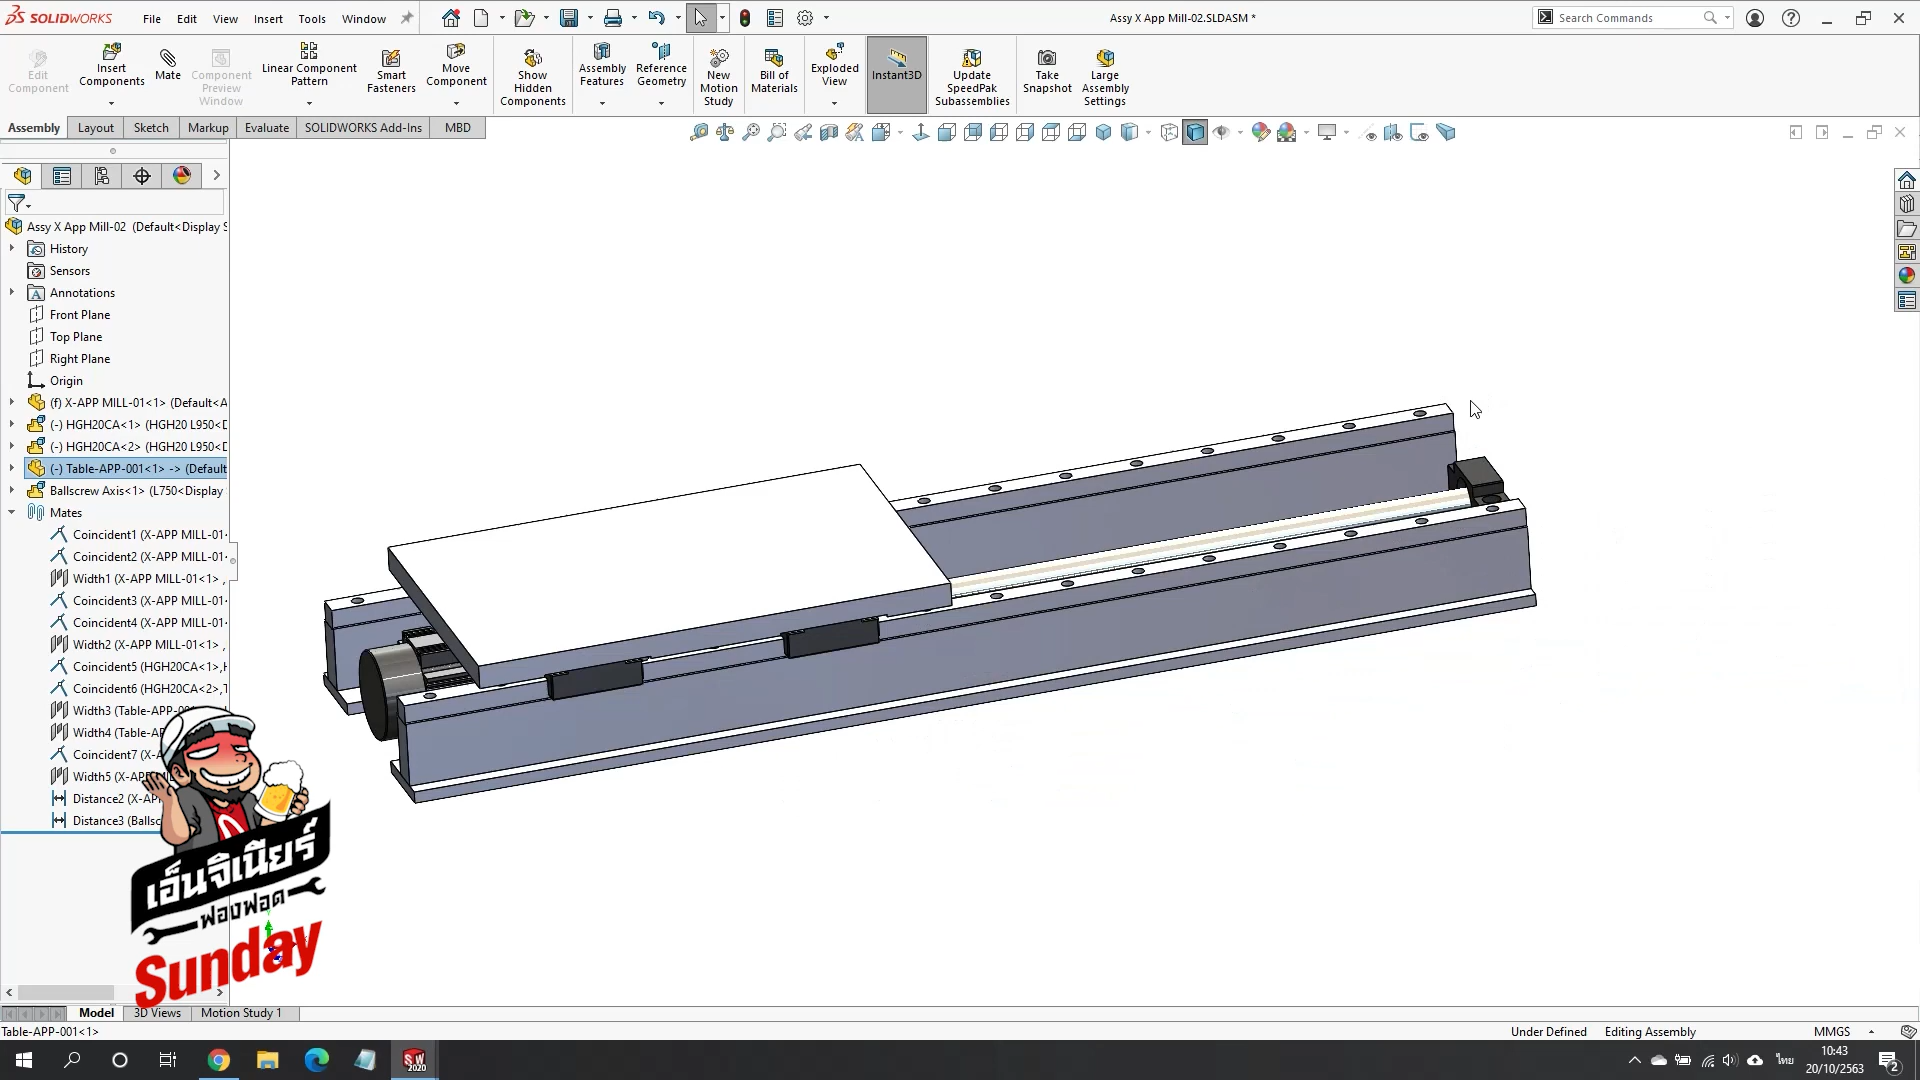 SOLIDWORKS
File
Edit
View
Insert
Tools
Window
Assy X App Mill-02.SLDASM *
Search Commands
Edit
Component
Insert
Components
Mate
Component
Preview
Window
Linear Component
Pattern
Smart
Fasteners
Move
Component
Show
Hidden
Components
Assembly
Features
Reference
Geometry
New
Motion
Study
Bill of
Materials
Exploded
View
Instant3D
Update
SpeedPak
Subassemblies
Take
Snapshot
Large
Assembly
Settings
Assembly
Layout
Sketch
Markup
Evaluate
SOLIDWORKS Add-Ins
MBD
Assy X App Mill-02 (Default<Display S
History
Sensors
Annotations
Front Plane
Top Plane
Right Plane
Origin
(f) X-APP MILL-01<1> (Default<A
(-) HGH20CA<1> (HGH20 L950<D
(-) HGH20CA<2> (HGH20 L950<D
(-) Table-APP-001<1> -> (Default
Ballscrew Axis<1> (L750<Display
Mates
Coincident1 (X-APP MILL-01
Coincident2 (X-APP MILL-01
Width1 (X-APP MILL-01<1> ,
Coincident3 (X-APP MILL-01
Coincident4 (X-APP MILL-01
Width2 (X-APP MILL-01<1> ,
Coincident5 (HGH20CA<1>,
Coincident6 (HGH20CA<2>,T
Width3 (Table-APP-00
Width4 (Table-AP
Coincident7 (X-A
Width5 (X-APP
Distance2 (X-AP
Distance3 (Ballsc
เอ็นจิเนียร์
ฟองฟอด
Sunday
Model
3D Views
Motion Study 1
Table-APP-001<1>
Under Defined
Editing Assembly
MMGS
SW
2020
ไทย
10:43
20/10/2563
2